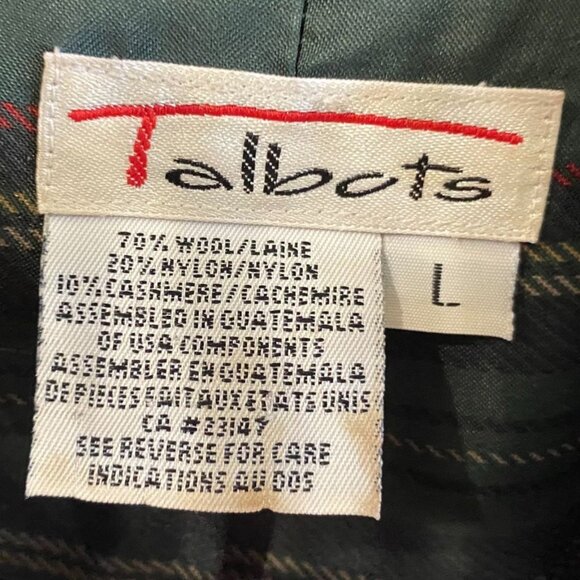 Talbots
L
70% WOOL/LAINE
20% NYLON/NYLON
10% CASHMERE/CACHEMIRE
ASSEMBLED IN GUATEMALA
OF USA COMPONENTS
ASSEMBLER EN GUATEMALA
DE PIECES FAIT AUX ETATE UNIS
CA #23147
SEE REVERSE FOR CARE
INDICATIONS AU DOS